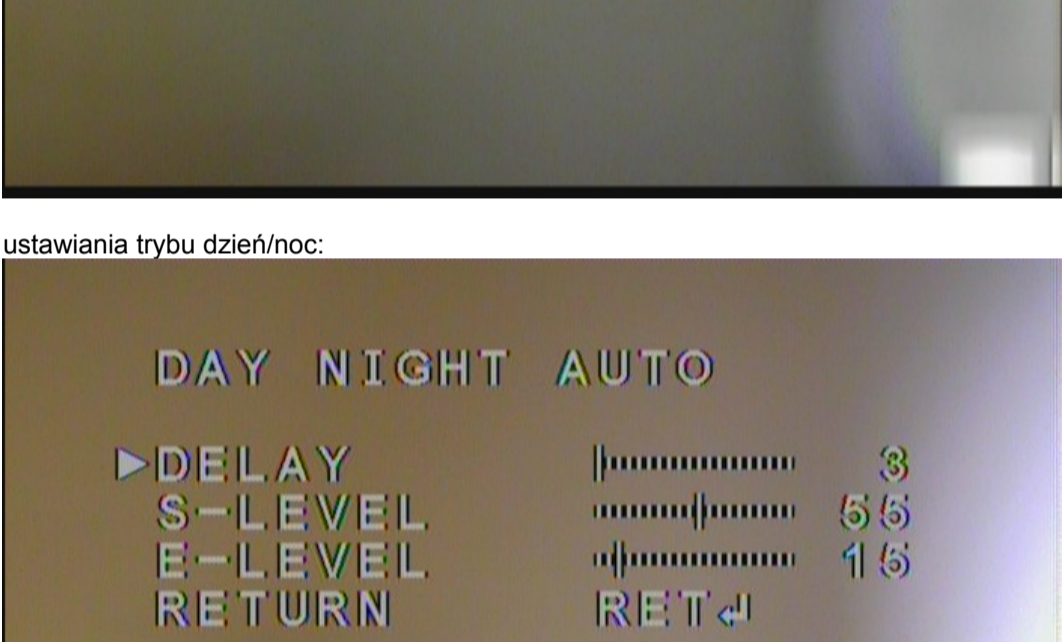 ustawiania trybu dzień/noc:
DAY NIGHT AUTO
▶DELAY 3
S-LEVEL 55
E-LEVEL 15
RETURN RET↲